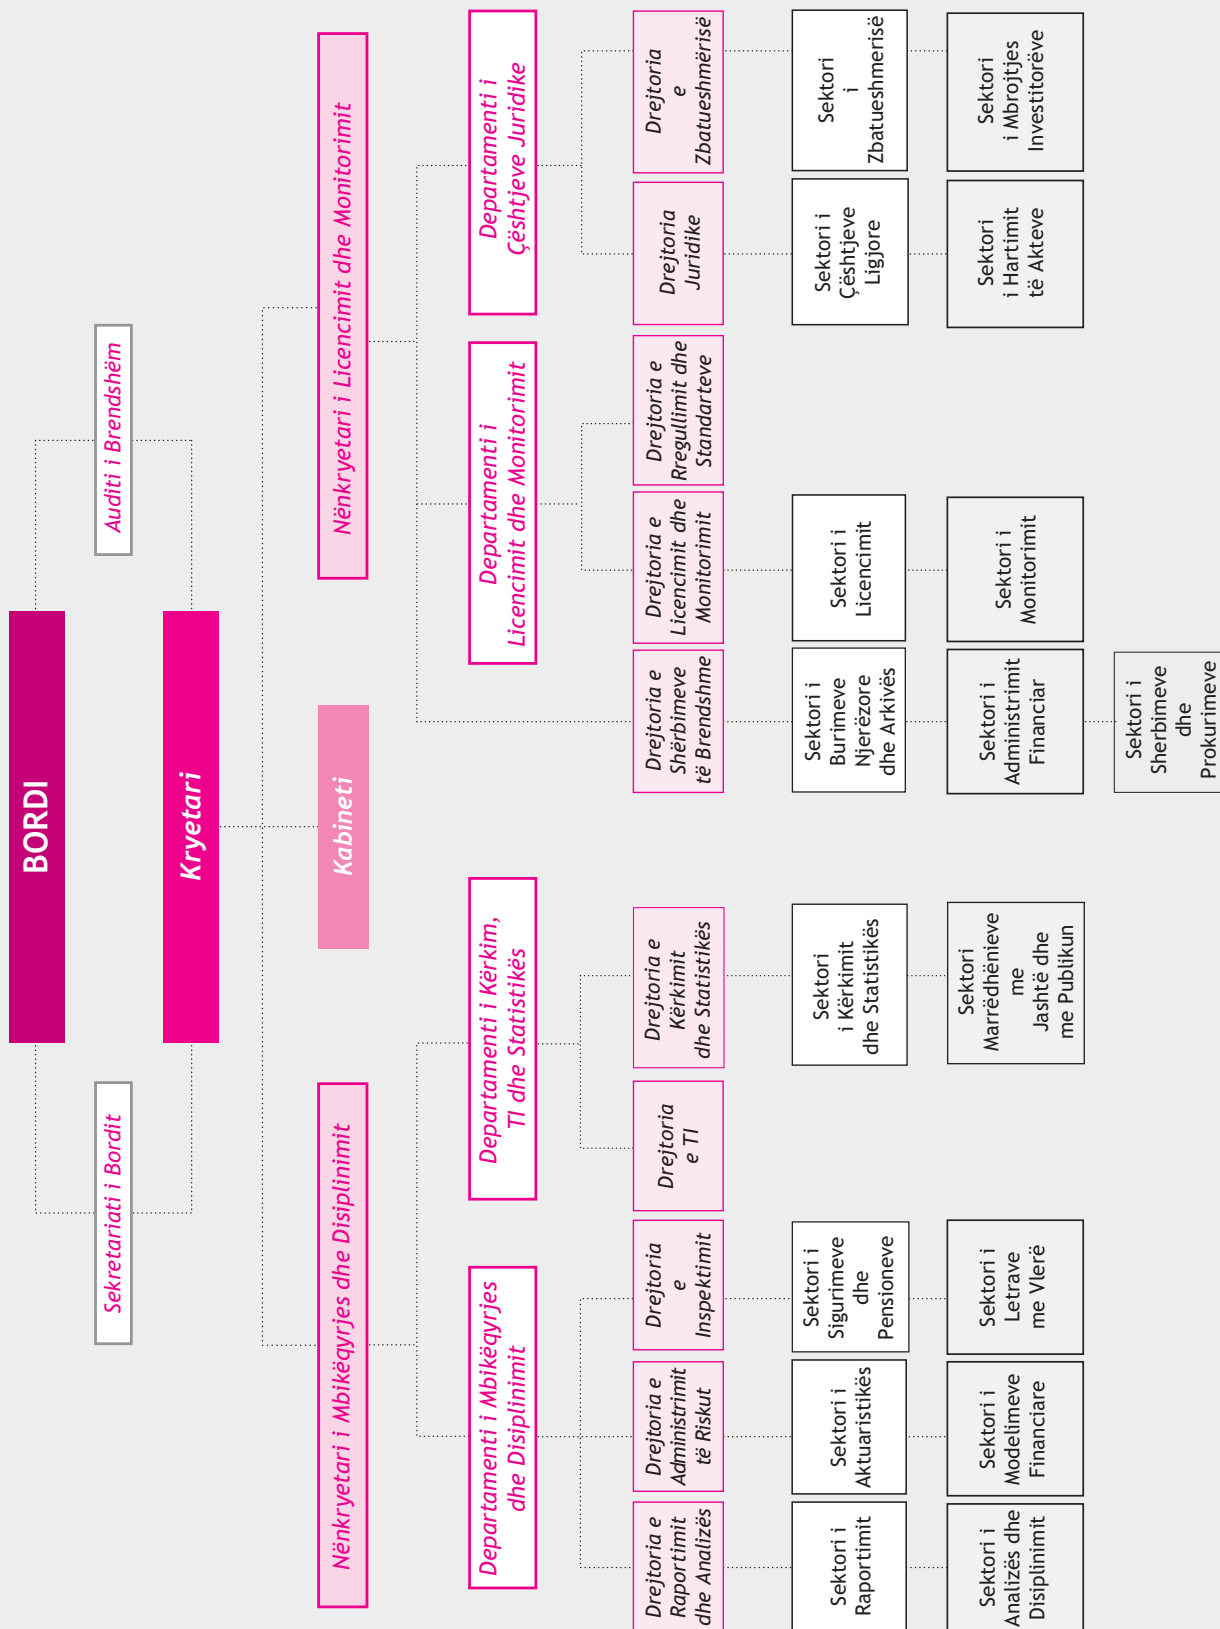 BORDI
Sekretariati i Bordit
Auditi i Brendshëm
Kryetari
Nënkryetari i Mbikëqyrjes dhe Disiplinimit
Kabineti
Nënkryetari i Licencimit dhe Monitorimit
Departamenti i Mbikëqyrjes
dhe Disiplinimit
Departamenti i Kërkim,
TI dhe Statistikës
Departamenti i
Licencimit dhe Monitorimit
Departamenti i
Çështjeve Juridike
Drejtoria e
Raportimit
dhe Analizës
Drejtoria e
Administrimit
të Riskut
Drejtoria
e
Inspektimit
Drejtoria
e TI
Drejtoria e
Kërkimit
dhe Statistikës
Drejtoria e
Shërbimeve
të Brendshme
Drejtoria e
Licencimit dhe
Monitorimit
Drejtoria e
Rregullimit dhe
Standarteve
Drejtoria
Juridike
Drejtoria
e
Zbatueshmërisë
Sektori i
Raportimit
Sektori i
Aktuaristikës
Sektori i
Sigurimeve
dhe
Pensioneve
Sektori
i Kërkimit
dhe Statistikës
Sektori i
Burimeve
Njerëzore
dhe Arkivës
Sektori i
Licencimit
Sektori i
Çështjeve
Ligjore
Sektori
i
Zbatueshmerisë
Sektori i
Analizës dhe
Disiplinimit
Sektori i
Modelimeve
Financiare
Sektori i
Letrave
me Vlerë
Sektori
Marrëdhënieve
me
Jashtë dhe
me Publikun
Sektori i
Administrimit
Financiar
Sektori i
Monitorimit
Sektori
i Hartimit
të Akteve
Sektori
i Mbrojtjes
Investitorëve
Sektori i
Sherbimeve
dhe
Prokurimeve